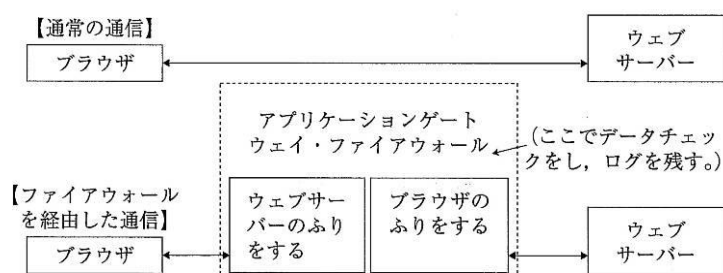 【通常の通信】
ブラウザ
ウェブ
サーバー
アプリケーションゲート
ウェイ・ファイアウォール
(ここでデータチェッ
クをし，ログを残す。)
【ファイアウォール
を経由した通信】
ブラウザ
ウェブサー
バーのふり
をする
ブラウザの
ふりをする
ウェブ
サーバー